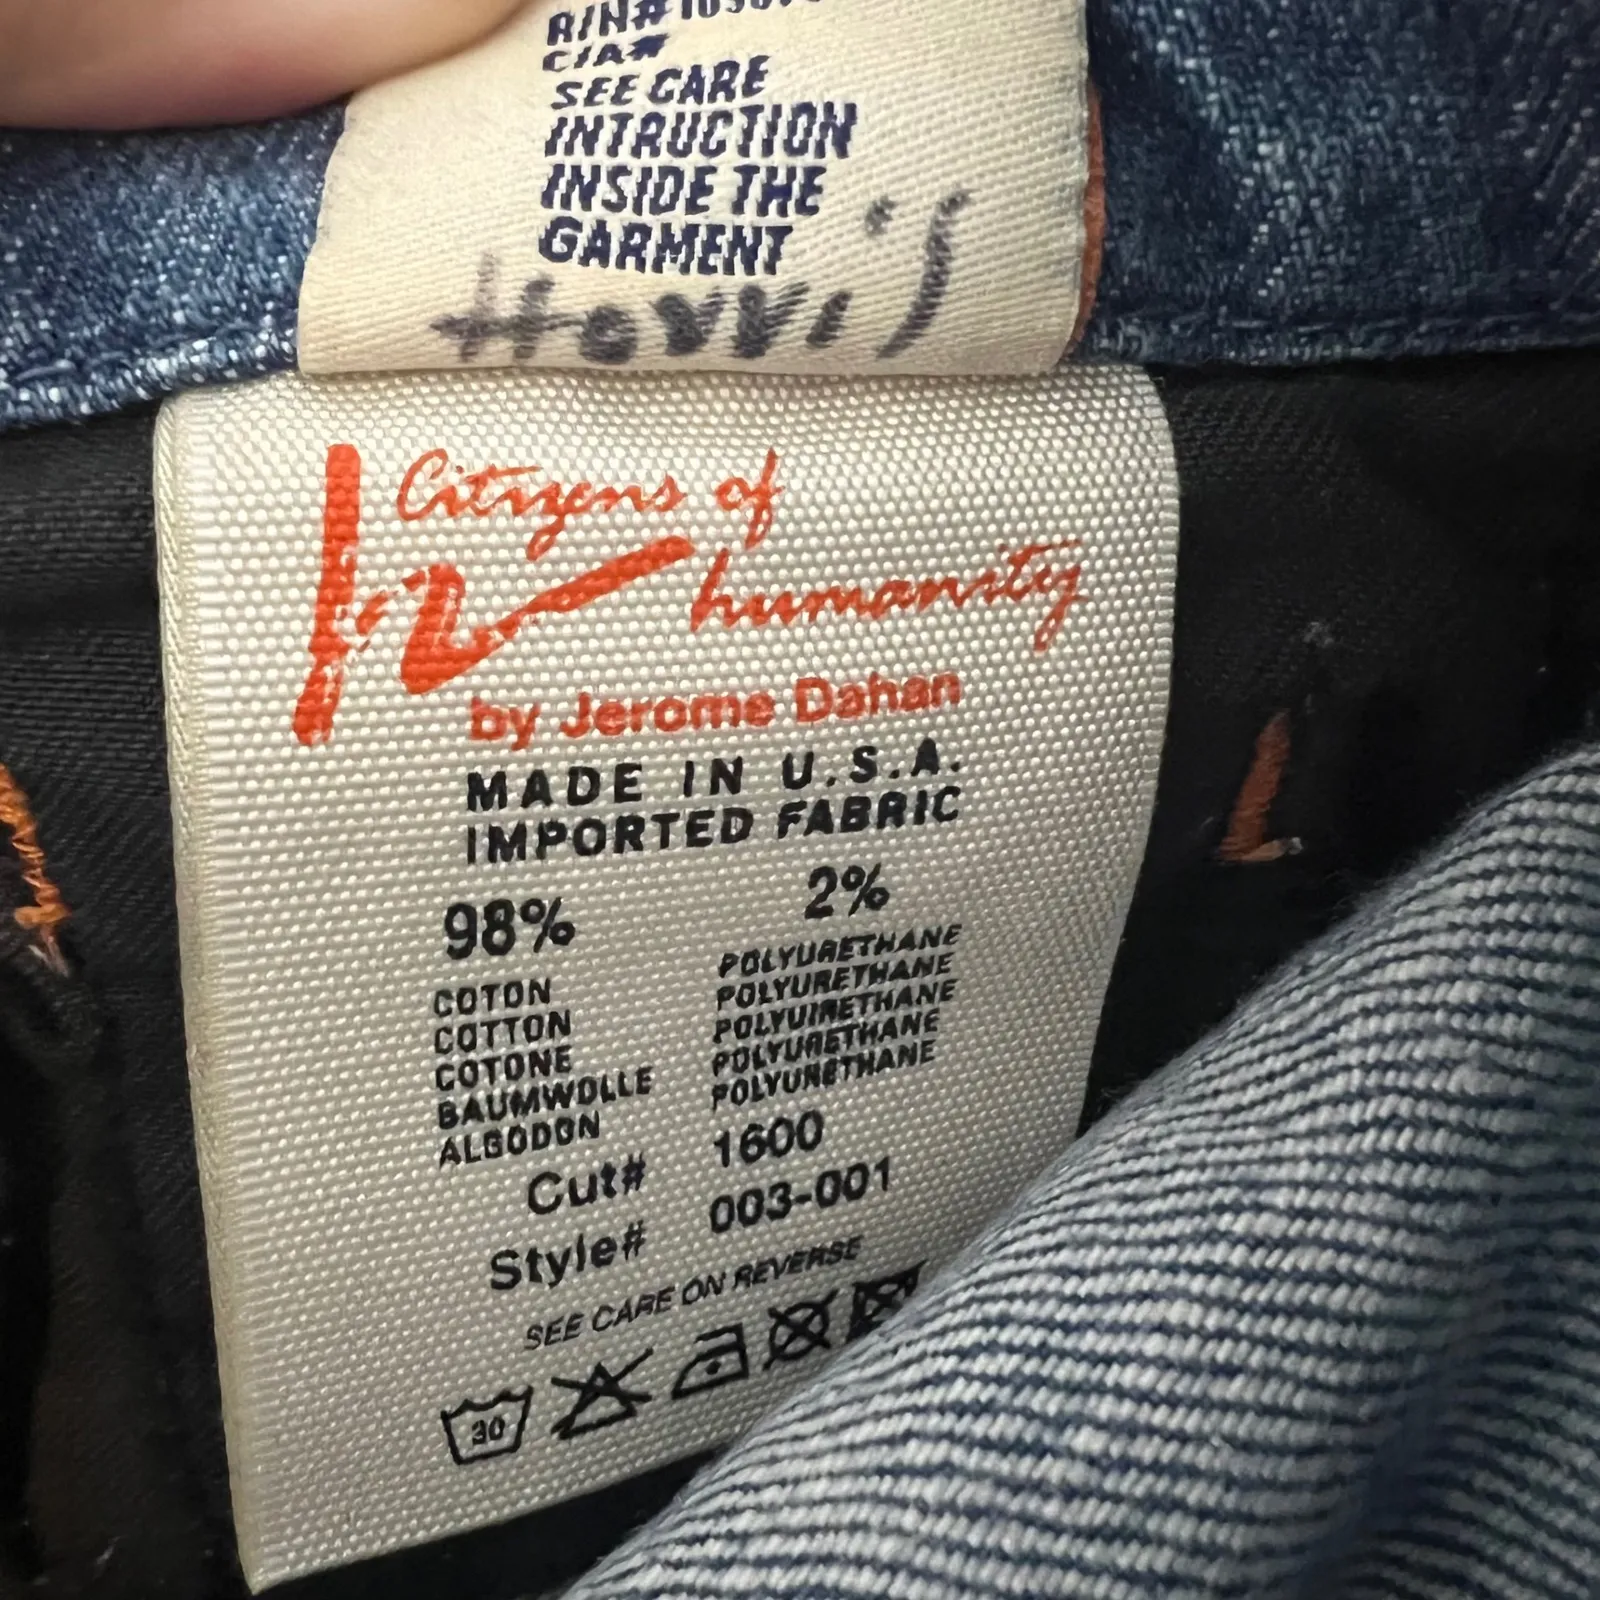 SEE CARE
INTRUCTION
INSIDE THE
GARMENT
Citizens of
humanity
by Jerome Dahan
MADE IN U.S.A.
IMPORTED FABRIC
98% 2%
COTON POLYURETHANE
COTTON POLYURETHANE
COTONE POLYUIRETHANE
BAUMWOLLE POLYURETHANE
ALGODON POLYURETHANE
Cut# 1600
Style# 003-001
SEE CARE ON REVERSE
30